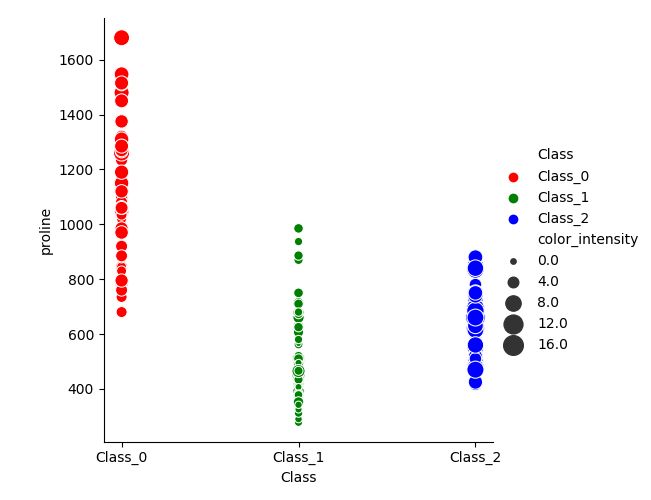 1600
1400
1200
1000
800
600
400
proline
Class_0
Class_1
Class_2
Class
Class
Class_0
Class_1
Class_2
color_intensity
0.0
4.0
8.0
12.0
16.0